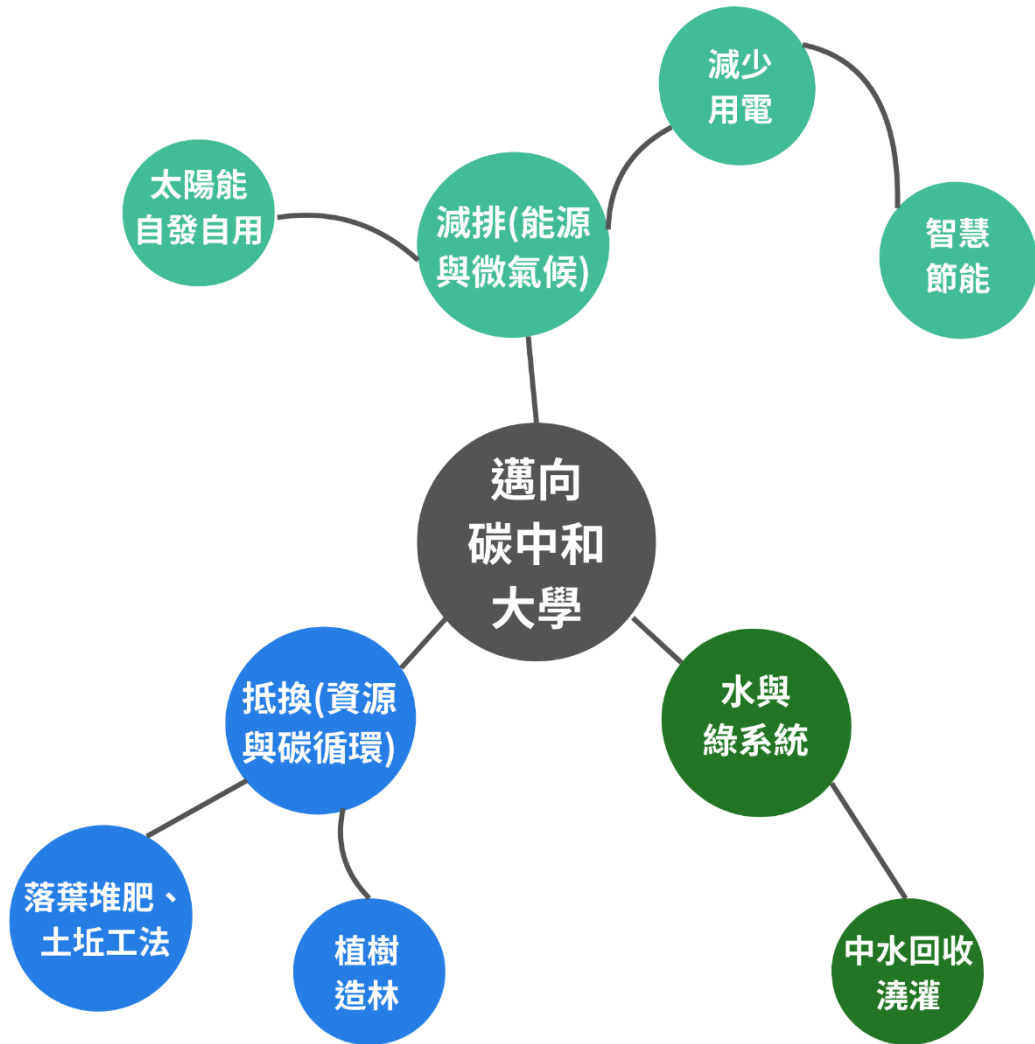 減少
用電
太陽能
自發自用
減排(能源
與微氣候)
智慧
節能
邁向
碳中和
大學
抵換(資源
與碳循環)
水與
綠系統
落葉堆肥、
土坵工法
植樹
造林
中水回收
澆灌